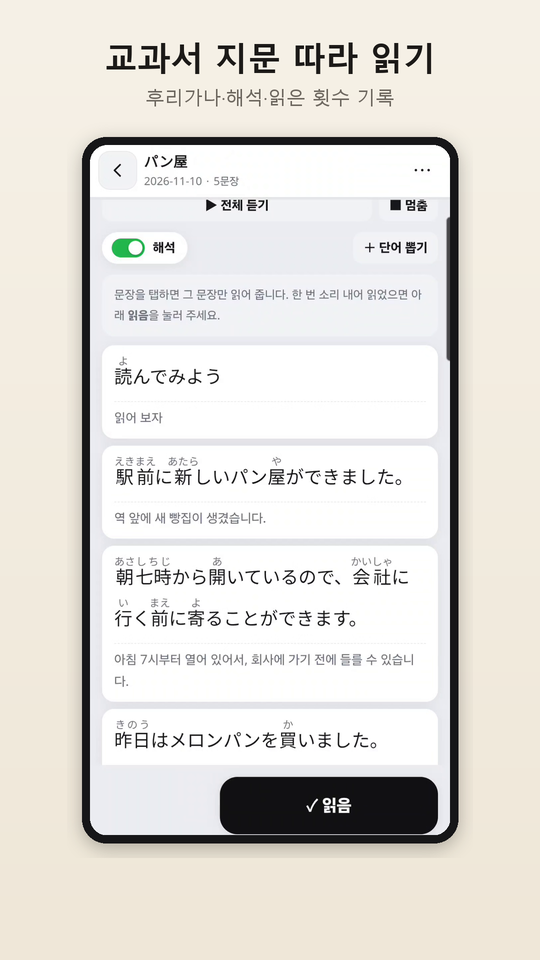 교과서 지문 따라 읽기
후리가나·해석·읽은 횟수 기록
パン屋
2026-11-10 · 5문장
▶ 전체 듣기
■ 멈춤
해석
+ 단어 뽑기
문장을 탭하면 그 문장만 읽어 줍니다. 한 번 소리 내어 읽었으면 아
래 읽음을 눌러 주세요.
よ
読んでみよう
읽어 보자
えきまえ あたら や
駅前に新しいパン屋ができました。
역 앞에 새 빵집이 생겼습니다.
あさしちじ あ かいしゃ
朝七時から開いているので、会社に
い まえ よ
行く前に寄ることができます。
아침 7시부터 열어 있어서, 회사에 가기 전에 들를 수 있습니
다.
きのう か
昨日はメロンパンを買いました。
✓ 읽음